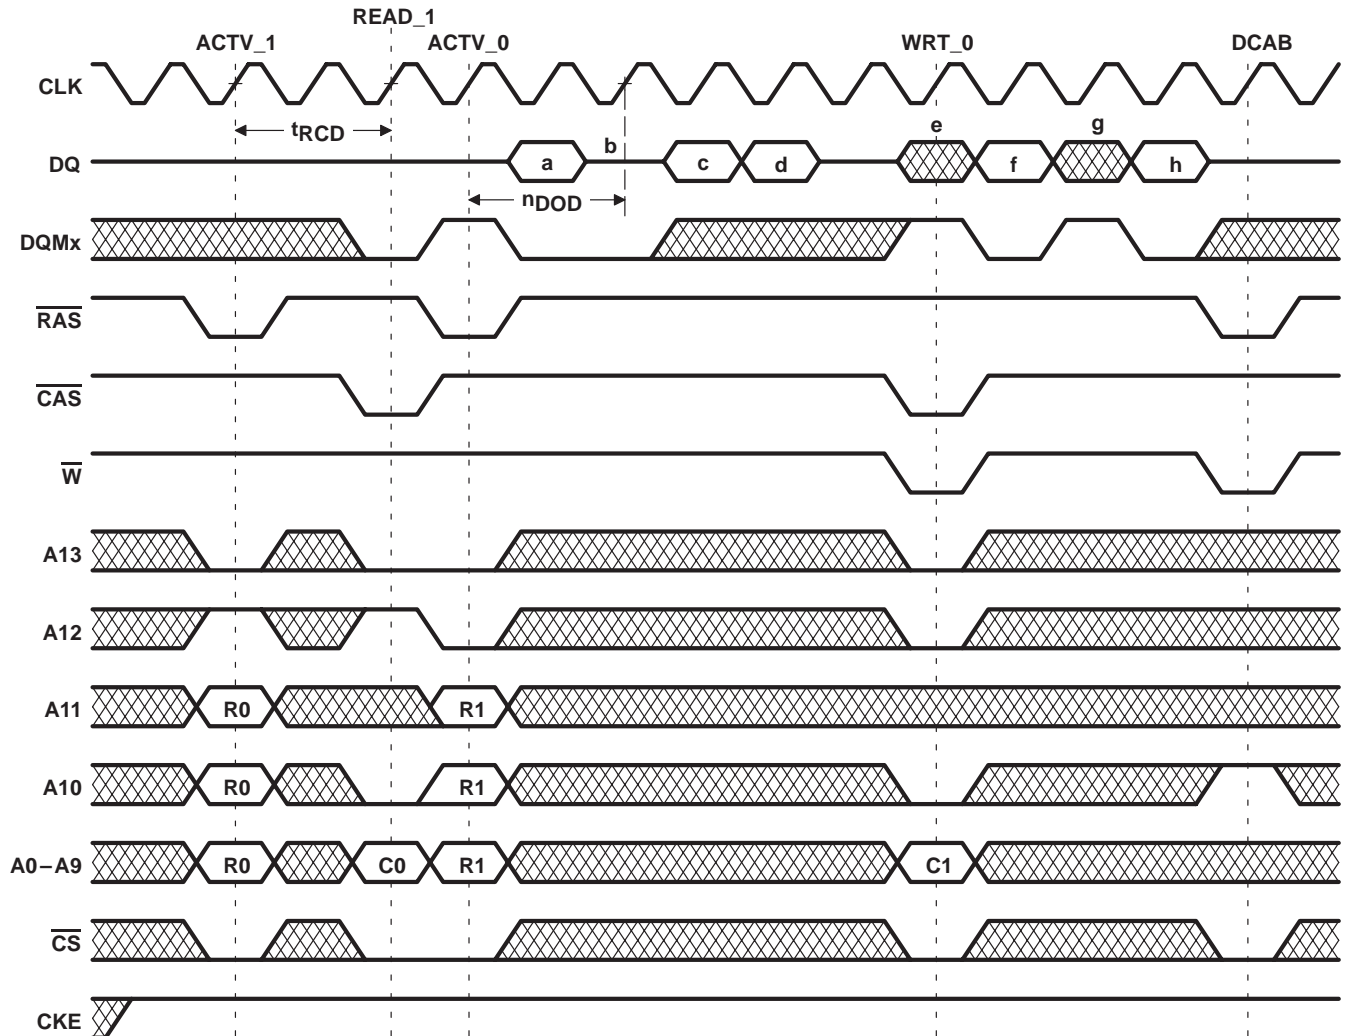 READ_1
ACTV_1 ACTV_0 WRT_0 DCAB
CLK
tRCD
DQ a b c d e f g h
nDOD
DQMx
RAS
CAS
W
A13
A12
A11 R0 R1
A10 R0 R1
A0–A9 R0 C0 R1 C1
CS
CKE